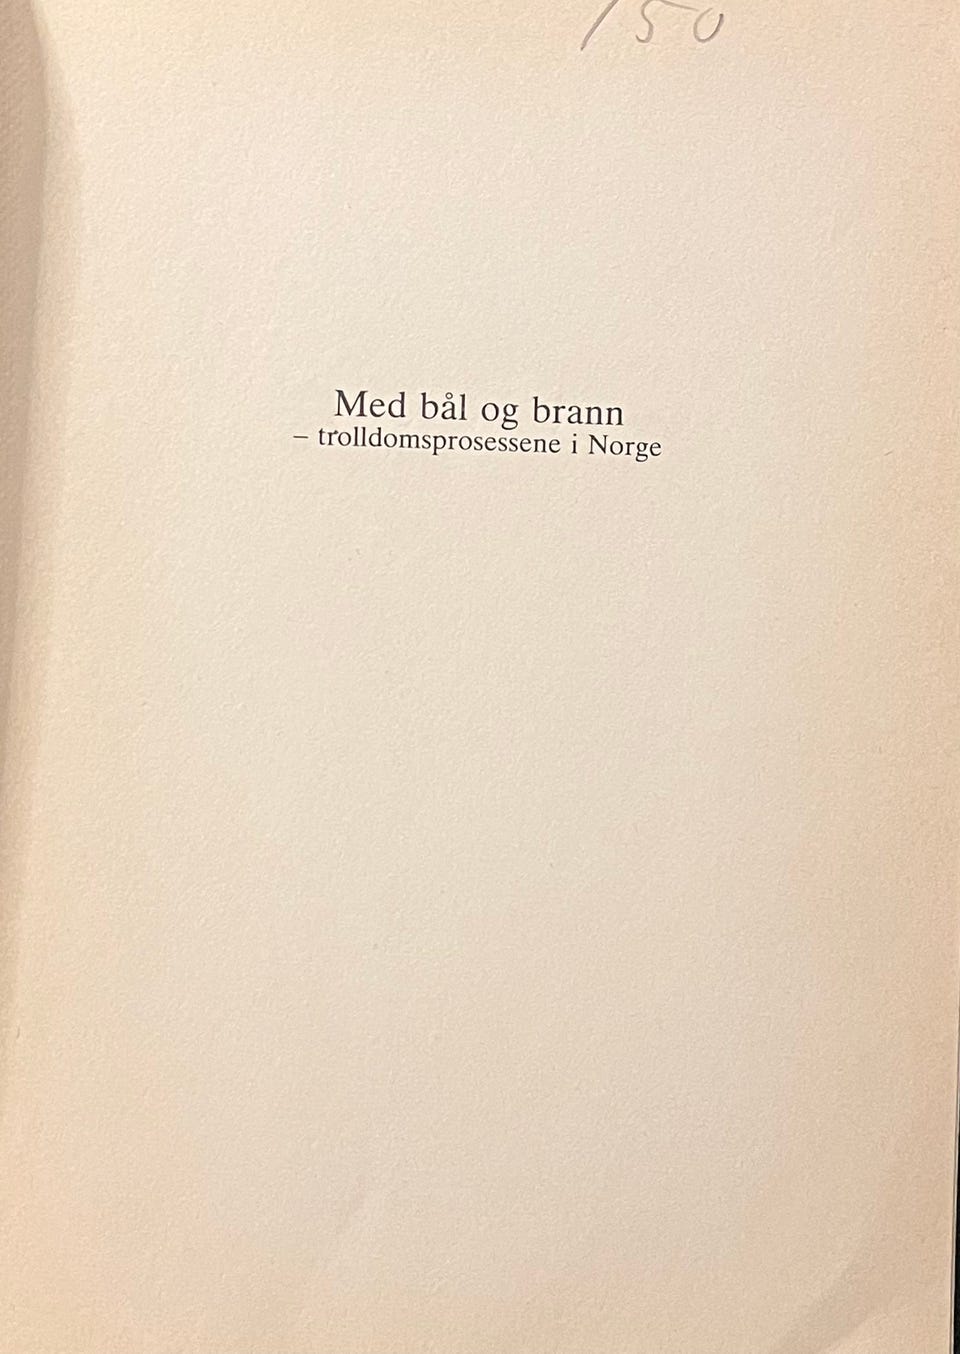 150
Med bål og brann
– trolldomsprosessene i Norge